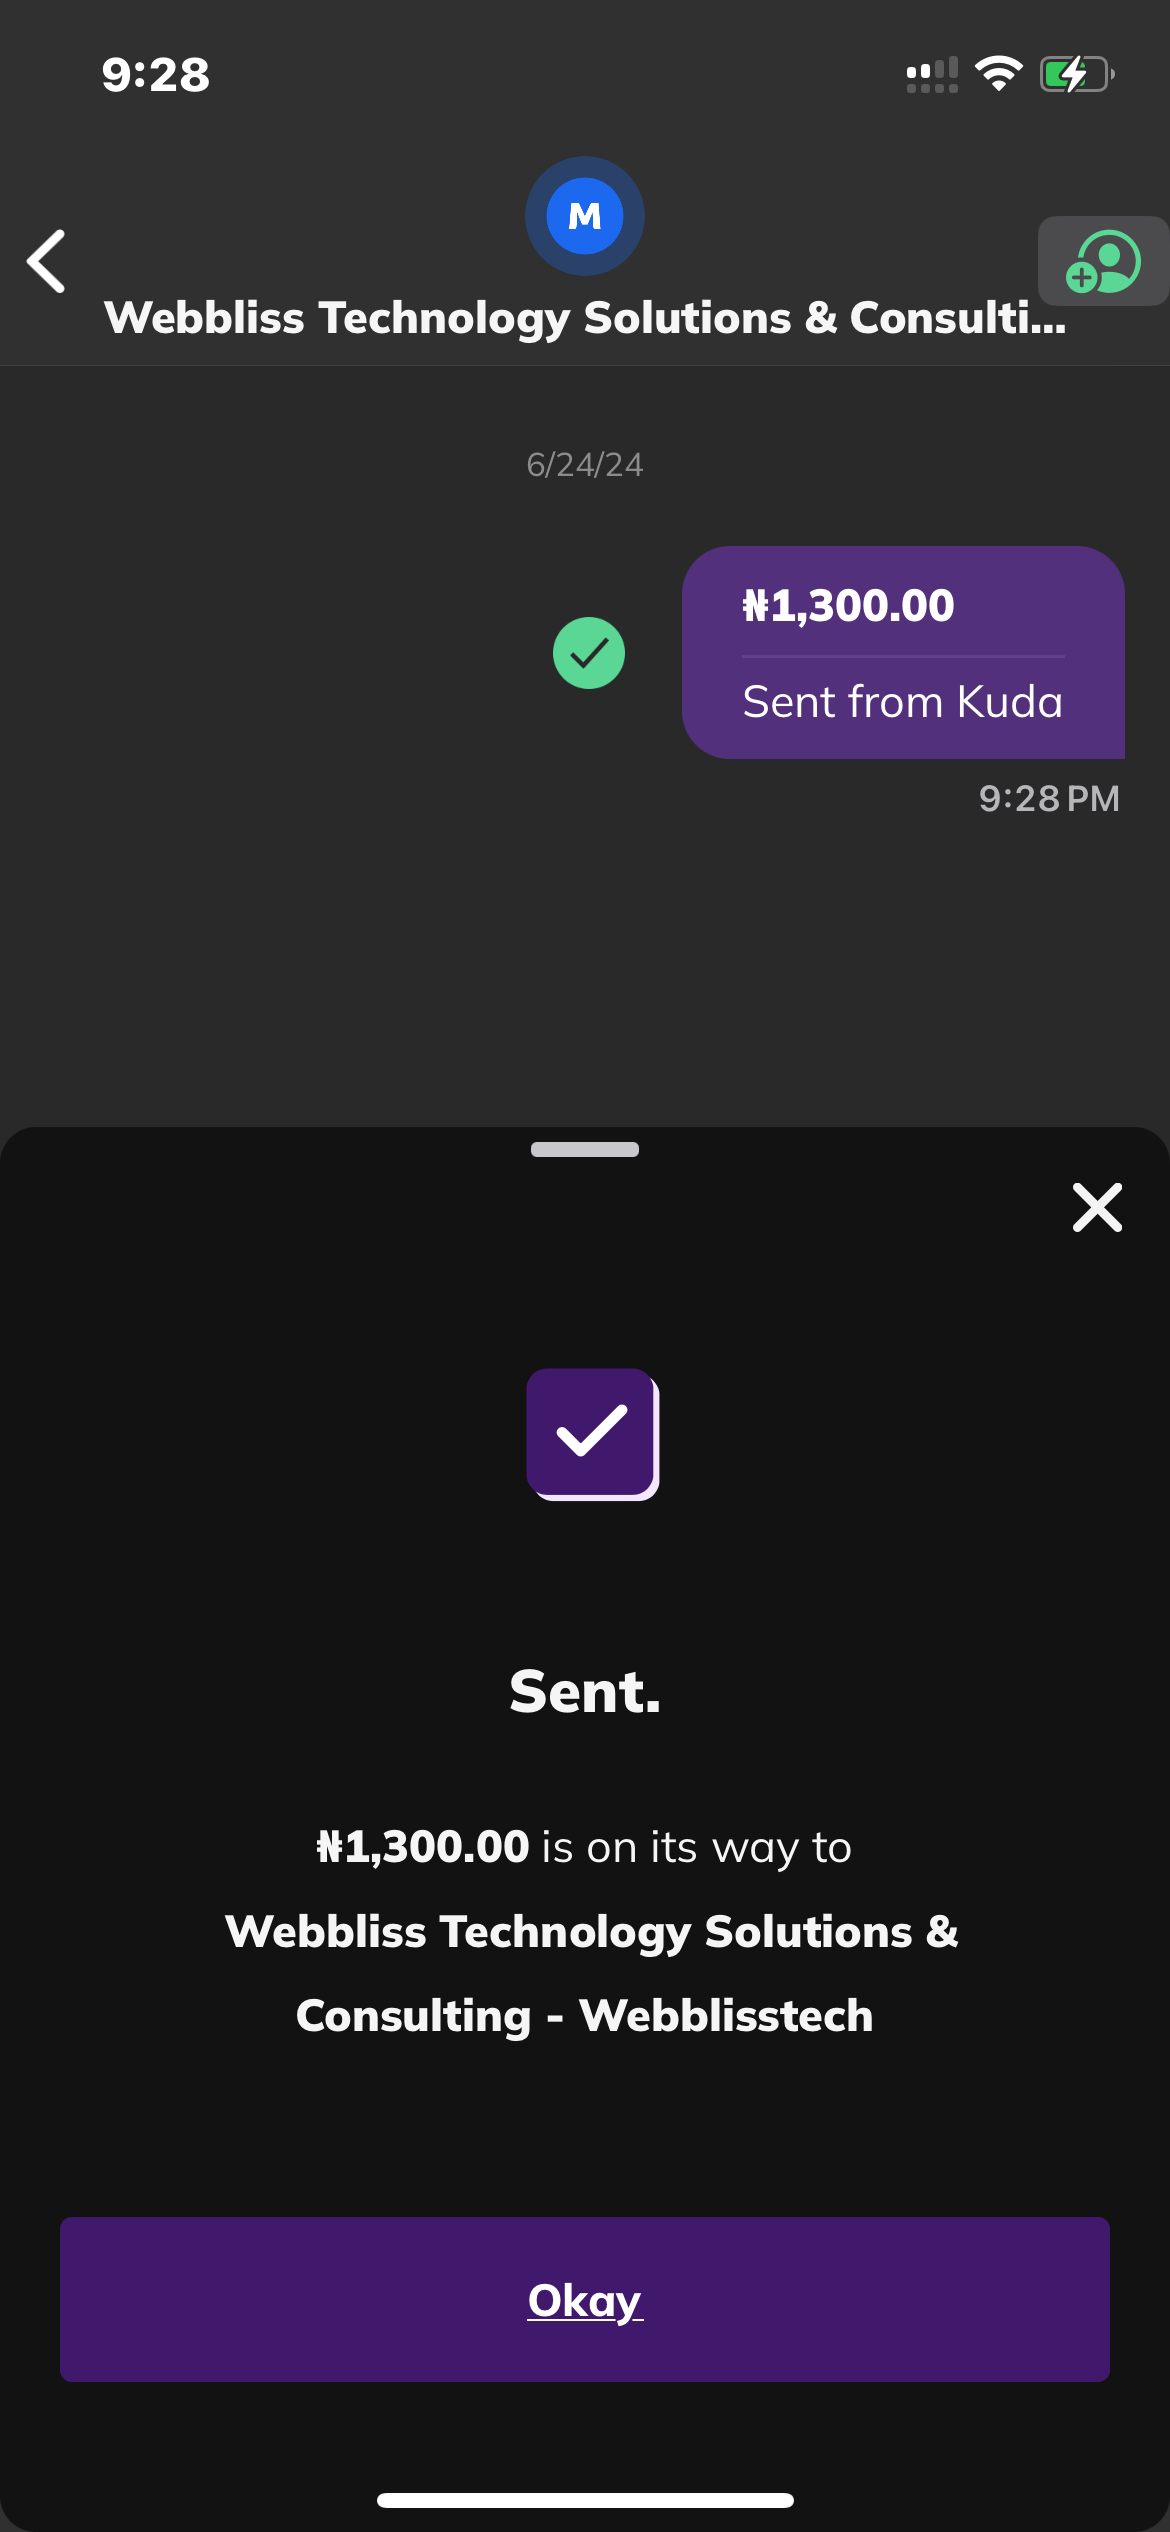 9:28
M
Webbliss Technology Solutions & Consulti...
6/24/24
₦1,300.00
Sent from Kuda
9:28 PM
Sent.
₦1,300.00 is on its way to
Webbliss Technology Solutions &
Consulting - Webblisstech
Okay